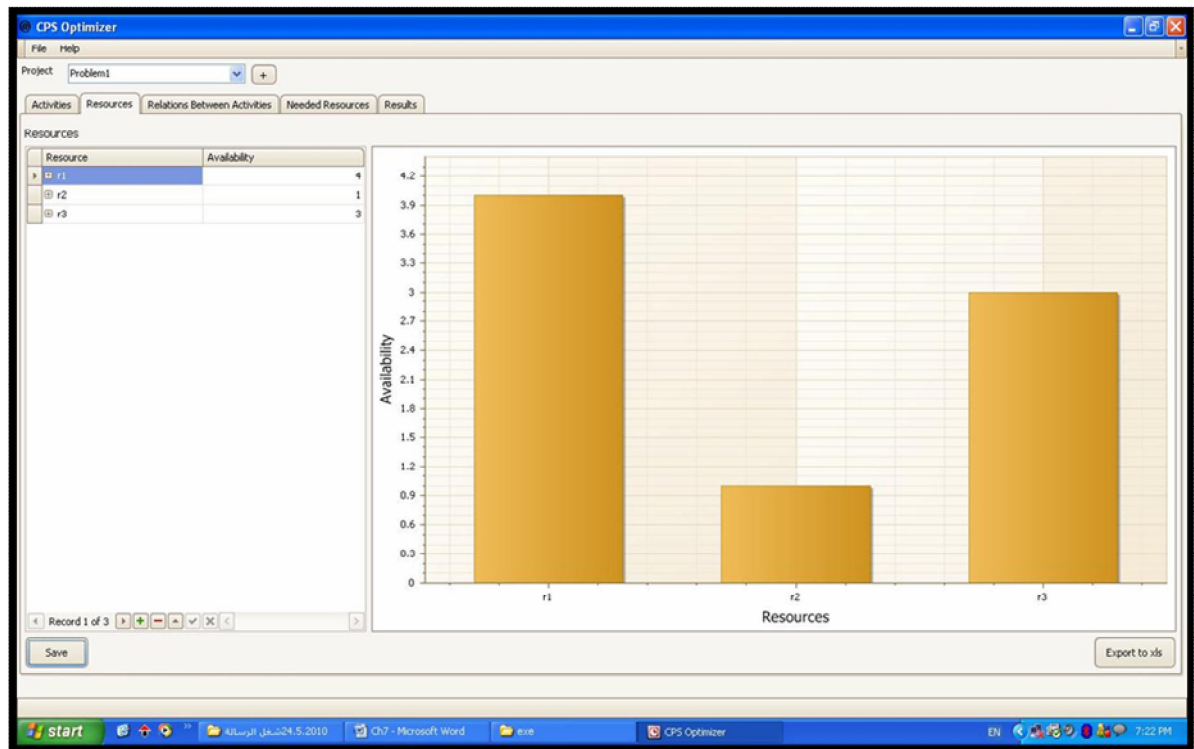 CPS Optimizer
File Help
Project Problem1 +
Activities Resources Relations Between Activities Needed Resources Results
Resources
Resource Availability
r1 4
r2 1
r3 3
4.2
3.9
3.6
3.3
3
2.7
2.4
2.1
1.8
1.5
1.2
0.9
0.6
0.3
0
Availability
r1 r2 r3
Resources
Record 1 of 3
Save Export to xls
start شغل الرسالة24.5.2010 Ch7 - Microsoft Word exe CPS Optimizer EN 7:22 PM